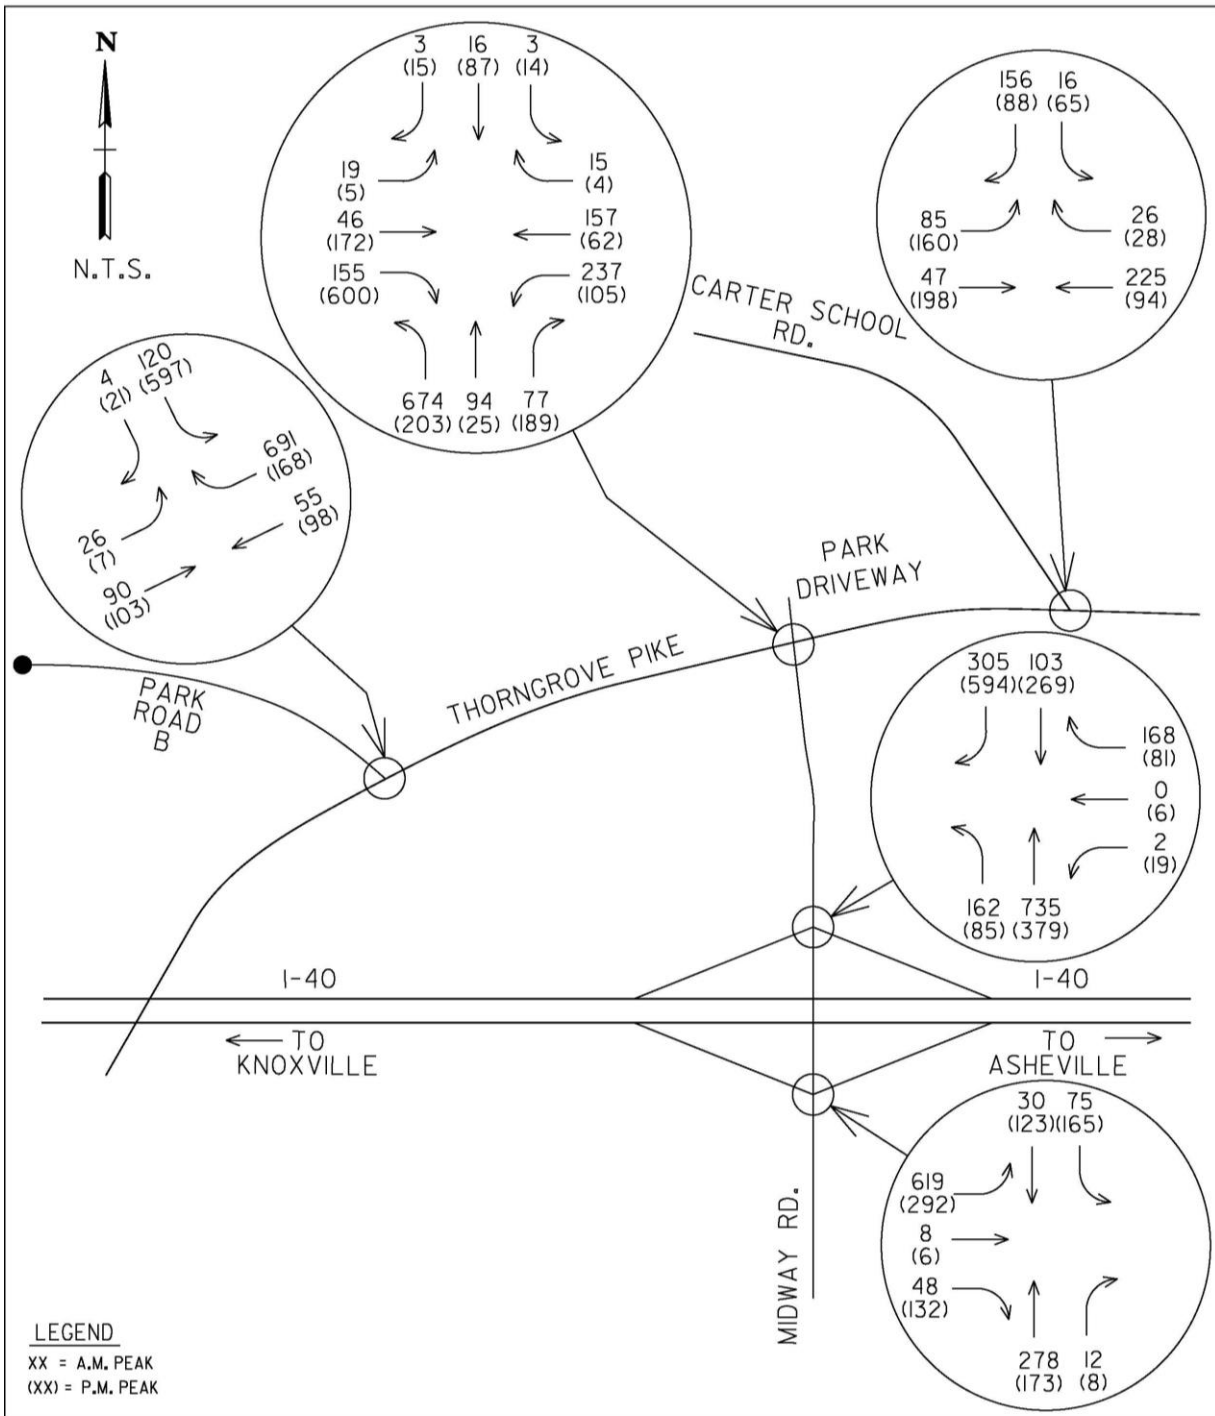 N
N.T.S.
3 16 3
(15) (87) (14)
19
(5)
46
(172)
155
(600)
15
(4)
157
(62)
237
(105)
674 94 77
(203) (25) (189)
156 16
(88) (65)
85
(160)
47
(198)
26
(28)
225
(94)
CARTER SCHOOL
RD.
4 120
(21) (597)
691
(168)
55
(98)
26
(7)
90
(103)
PARK
DRIVEWAY
THORNGROVE PIKE
PARK
ROAD
B
305 103
(594)(269)
168
(81)
0
(6)
2
(19)
162 735
(85) (379)
I-40 I-40
TO
KNOXVILLE
TO
ASHEVILLE
30 75
(123)(165)
619
(292)
8
(6)
48
(132)
278 12
(173) (8)
MIDWAY RD.
LEGEND
XX = A.M. PEAK
(XX) = P.M. PEAK